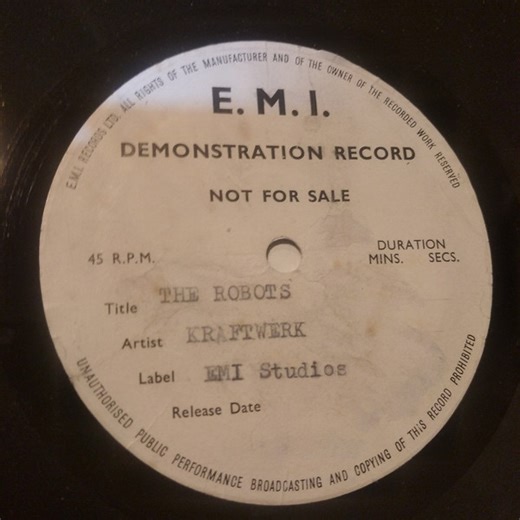 E.M.I. RECORDS LTD. ALL RIGHTS OF THE MANUFACTURER AND OF THE OWNER OF THE RECORDED WORK RESERVED
E.M.I.
DEMONSTRATION RECORD
NOT FOR SALE
45 R.P.M.
DURATION
MINS. SECS.
Title THE ROBOTS
Artist KRAFTWERK
Label EMI Studios
Release Date
UNAUTHORISED PUBLIC PERFORMANCE BROADCASTING AND COPYING OF THIS RECORD PROHIBITED